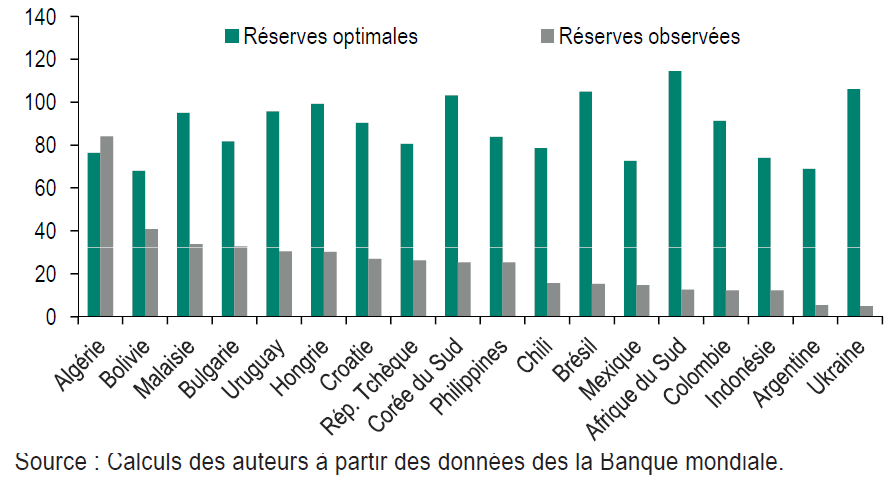 140
Réserves optimales
Réserves observées
120
100
80
60
40
20
0
Algérie
Bolivie
Malaisie
Bulgarie
Uruguay
Hongrie
Croatie
Rép. Tchèque
Corée du Sud
Philippines
Chili
Brésil
Mexique
Afrique du Sud
Colombie
Indonésie
Argentine
Ukraine
Source : Calculs des auteurs à partir des données des la Banque mondiale.